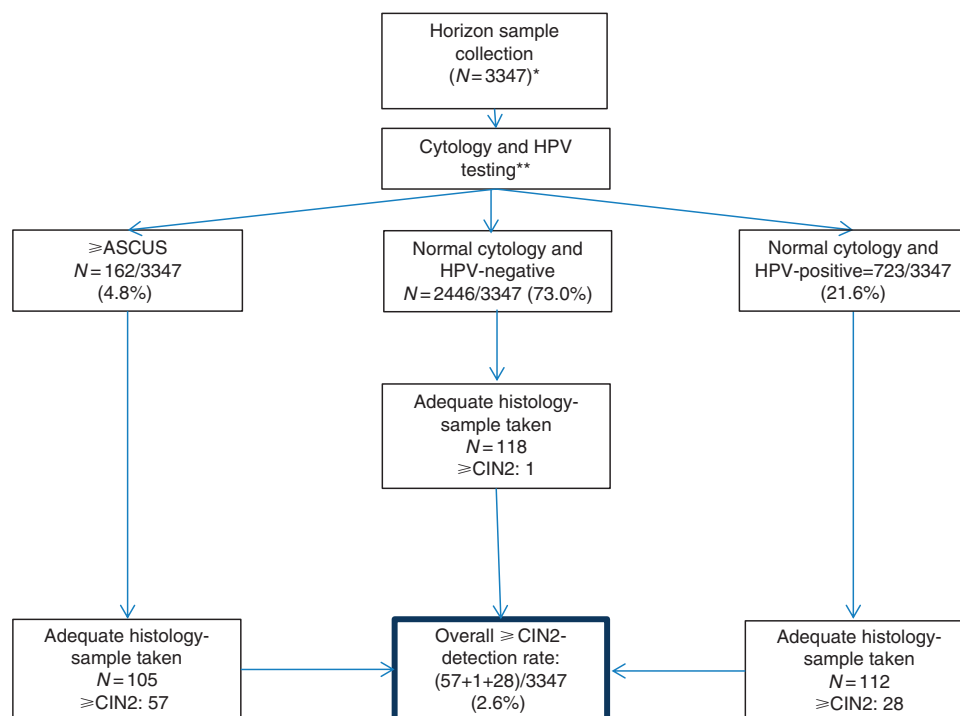 Horizon sample
collection
(N=3347)*
Cytology and HPV
testing**
⩾ASCUS
N=162/3347
(4.8%)
Normal cytology and
HPV-negative
N=2446/3347 (73.0%)
Normal cytology and
HPV-positive=723/3347
(21.6%)
Adequate histology-
sample taken
N=118
⩾CIN2: 1
Adequate histology-
sample taken
N=105
⩾CIN2: 57
Overall ⩾CIN2-
detection rate:
(57+1+28)/3347
(2.6%)
Adequate histology-
sample taken
N=112
⩾CIN2: 28